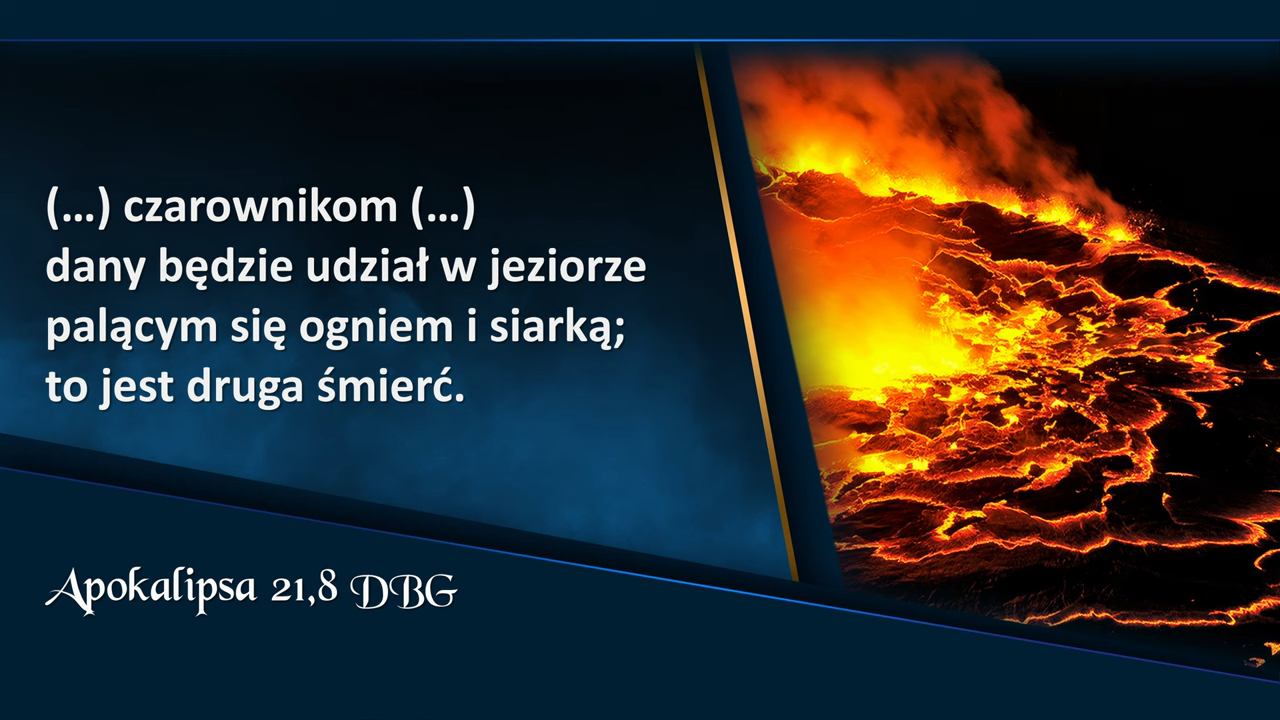 (...) czarownikom (...)
dany będzie udział w jeziorze
palącym się ogniem i siarką;
to jest druga śmierć.
Apokalipsa 21,8 DBG